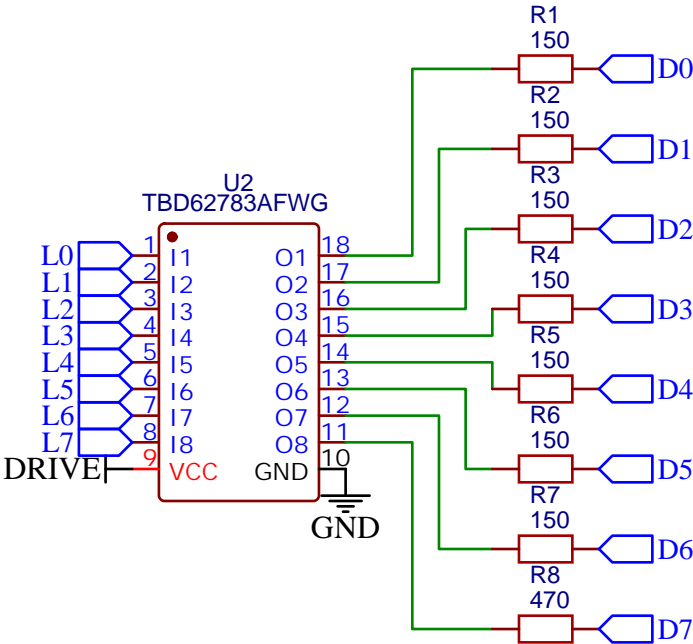 R1
150
D0
R2
150
D1
R3
150
D2
R4
150
D3
R5
150
D4
R6
150
D5
R7
150
D6
R8
470
D7
U2
TBD62783AFWG
L0 1 I1 O1 18
L1 2 I2 O2 17
L2 3 I3 O3 16
L3 4 I4 O4 15
L4 5 I5 O5 14
L5 6 I6 O6 13
L6 7 I7 O7 12
L7 8 I8 O8 11
DRIVE 9 VCC GND 10
GND